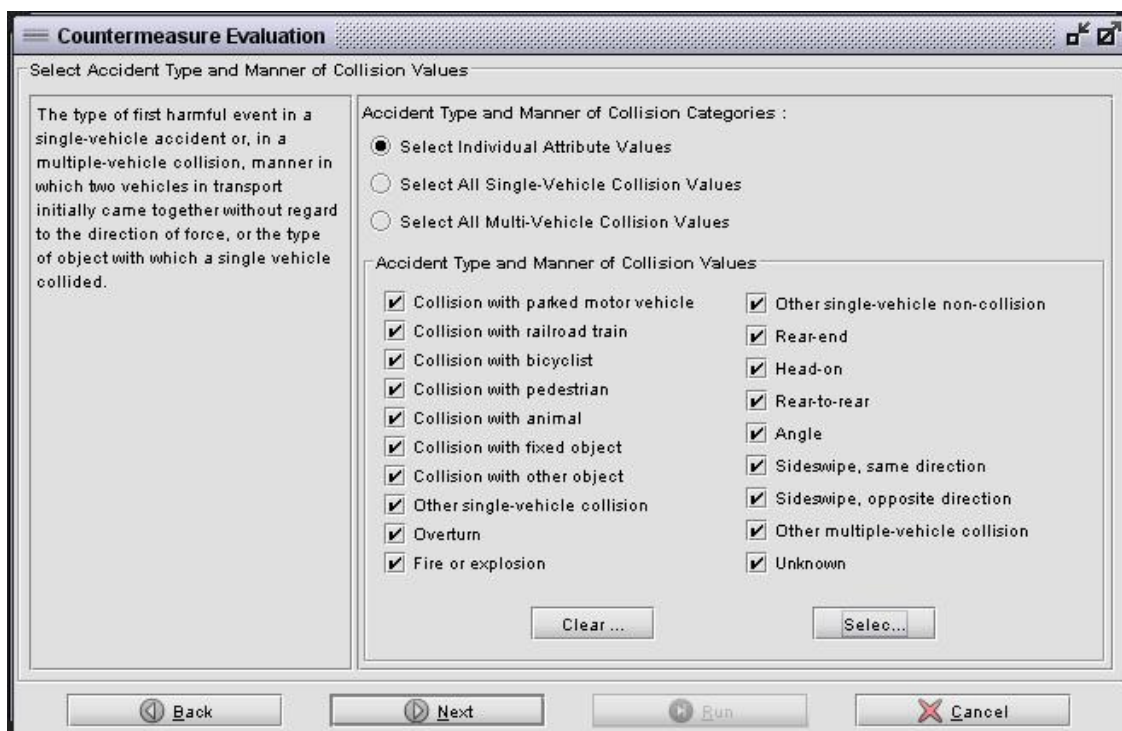 Countermeasure Evaluation
Select Accident Type and Manner of Collision Values
The type of first harmful event in a
single-vehicle accident or, in a
multiple-vehicle collision, manner in
which two vehicles in transport
initially came together without regard
to the direction of force, or the type
of object with which a single vehicle
collided.
Accident Type and Manner of Collision Categories :
Select Individual Attribute Values
Select All Single-Vehicle Collision Values
Select All Multi-Vehicle Collision Values
Accident Type and Manner of Collision Values
Collision with parked motor vehicle
Collision with railroad train
Collision with bicyclist
Collision with pedestrian
Collision with animal
Collision with fixed object
Collision with other object
Other single-vehicle collision
Overturn
Fire or explosion
Other single-vehicle non-collision
Rear-end
Head-on
Rear-to-rear
Angle
Sideswipe, same direction
Sideswipe, opposite direction
Other multiple-vehicle collision
Unknown
Clear ...
Selec...
Back
Next
Run
Cancel